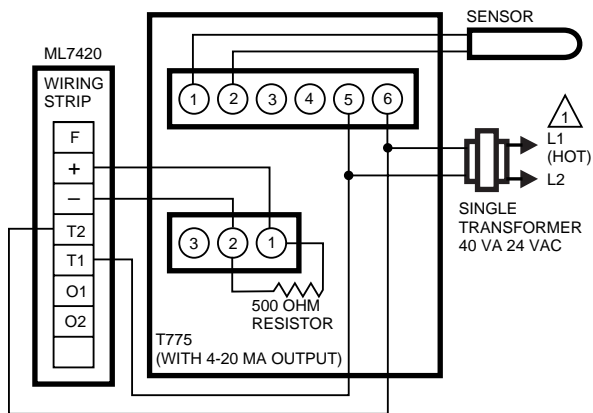 SENSOR
ML7420
WIRING
STRIP
F
+
−
T2
T1
O1
O2
1 2 3 4 5 6
1
L1
(HOT)
L2
SINGLE
TRANSFORMER
40 VA 24 VAC
3 2 1
500 OHM
RESISTOR
T775
(WITH 4-20 MA OUTPUT)